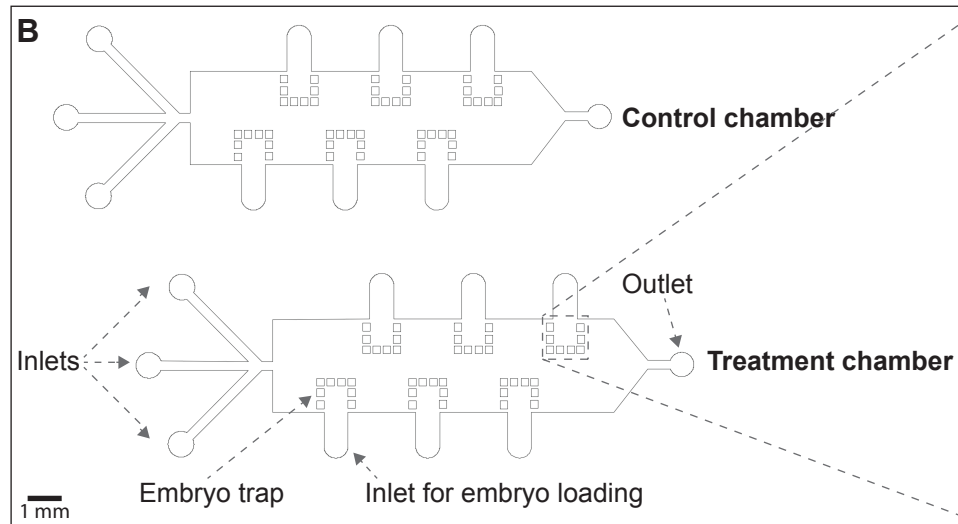 B
Control chamber
Outlet
Inlets
Treatment chamber
Embryo trap
Inlet for embryo loading
1 mm